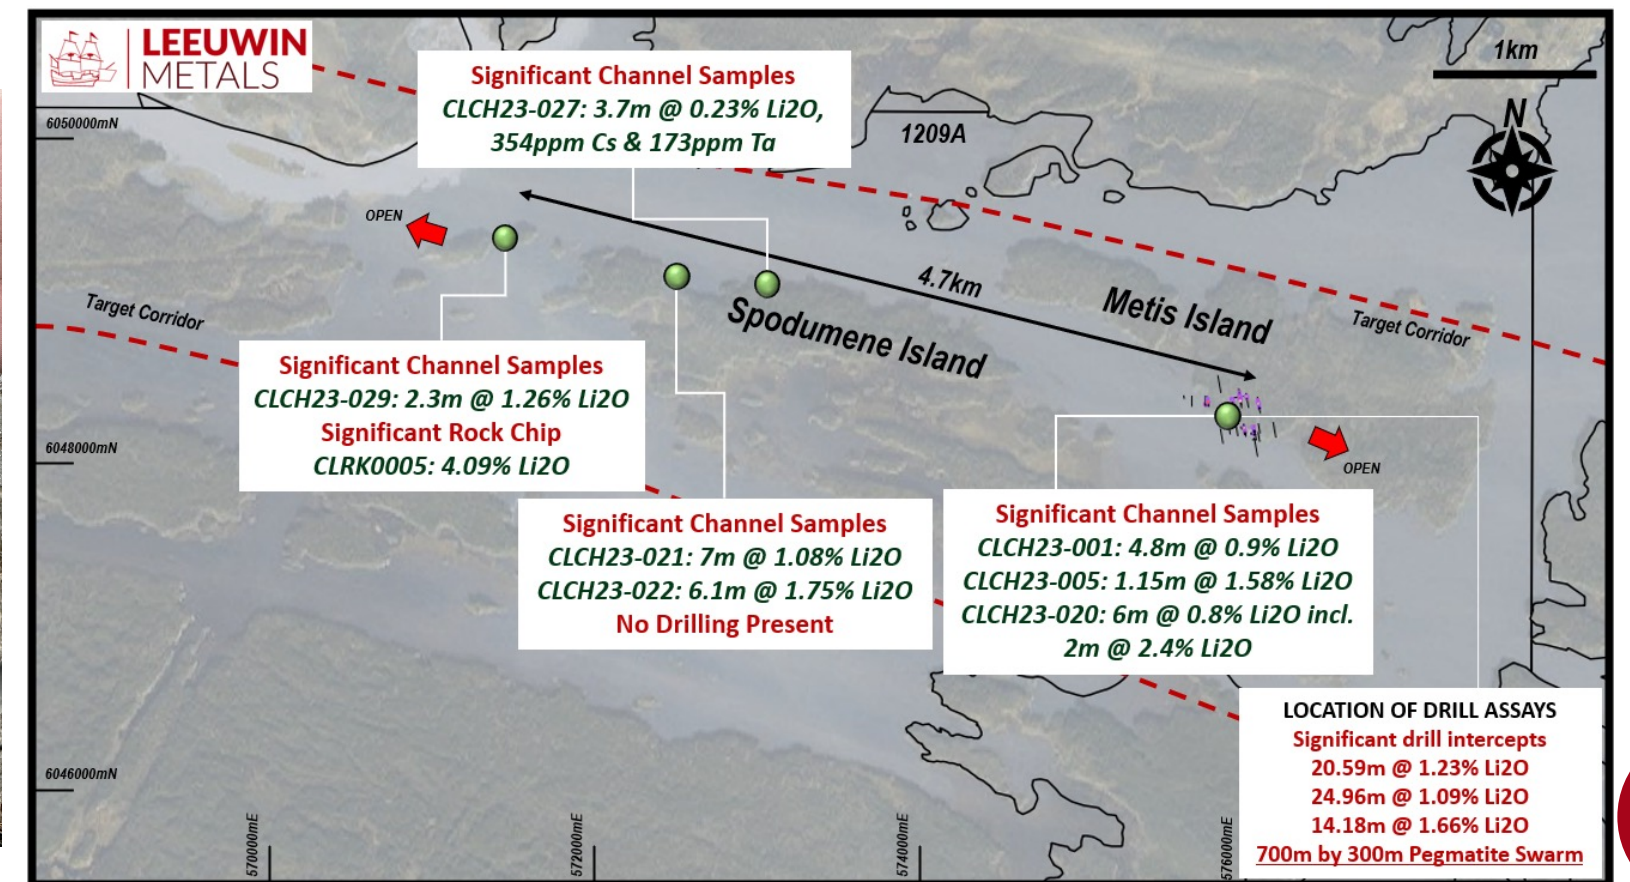 LEEUWIN
METALS
Significant Channel Samples
CLCH23-027: 3.7m @ 0.23% Li2O,
354ppm Cs & 173ppm Ta
1km
N
6050000mN
1209A
OPEN
4.7km
Metis Island
Spodumene Island
Target Corridor
Target Corridor
Significant Channel Samples
CLCH23-029: 2.3m @ 1.26% Li2O
Significant Rock Chip
CLRK0005: 4.09% Li2O
6048000mN
OPEN
Significant Channel Samples
CLCH23-021: 7m @ 1.08% Li2O
CLCH23-022: 6.1m @ 1.75% Li2O
No Drilling Present
Significant Channel Samples
CLCH23-001: 4.8m @ 0.9% Li2O
CLCH23-005: 1.15m @ 1.58% Li2O
CLCH23-020: 6m @ 0.8% Li2O incl.
2m @ 2.4% Li2O
LOCATION OF DRILL ASSAYS
Significant drill intercepts
20.59m @ 1.23% Li2O
24.96m @ 1.09% Li2O
14.18m @ 1.66% Li2O
700m by 300m Pegmatite Swarm
6046000mN
570000mE
572000mE
574000mE
576000mE